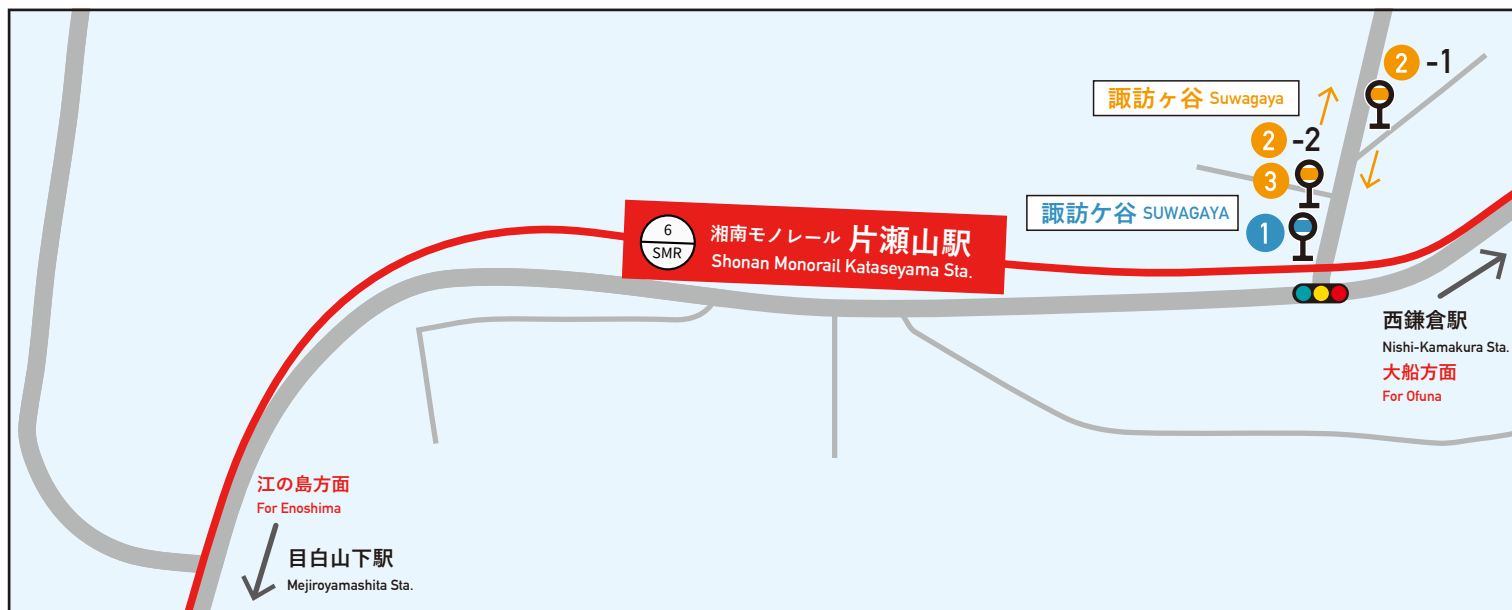 2 -1
諏訪ヶ谷 Suwagaya
2 -2
3
諏訪ケ谷 SUWAGAYA
1
6
SMR
湘南モノレール 片瀬山駅
Shonan Monorail Kataseyama Sta.
西鎌倉駅
Nishi-Kamakura Sta.
大船方面
For Ofuna
江の島方面
For Enoshima
目白山下駅
Mejiroyamashita Sta.